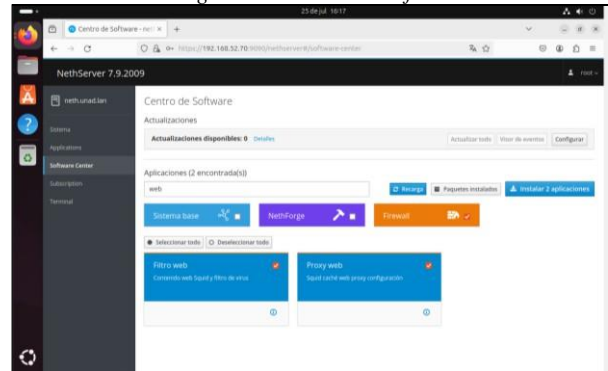 25 de jul 16:17
Centro de Software - net
NethServer 7.9.2009
root
neth.unad.lan
Sistema
Applications
Software Center
Subscription
Terminal
Centro de Software
Actualizaciones
Actualizaciones disponibles: 0 Detalles
Actualizar todo
Visor de eventos
Configurar
Aplicaciones (2 encontrada(s))
web
Recarga
Paquetes instalados
Instalar 2 aplicaciones
Sistema base
NethForge
Firewall
Seleccionar todo
Deseleccionar todo
Filtro web
Contenido web Squid y filtro de virus
Proxy web
Squid caché web proxy configuración